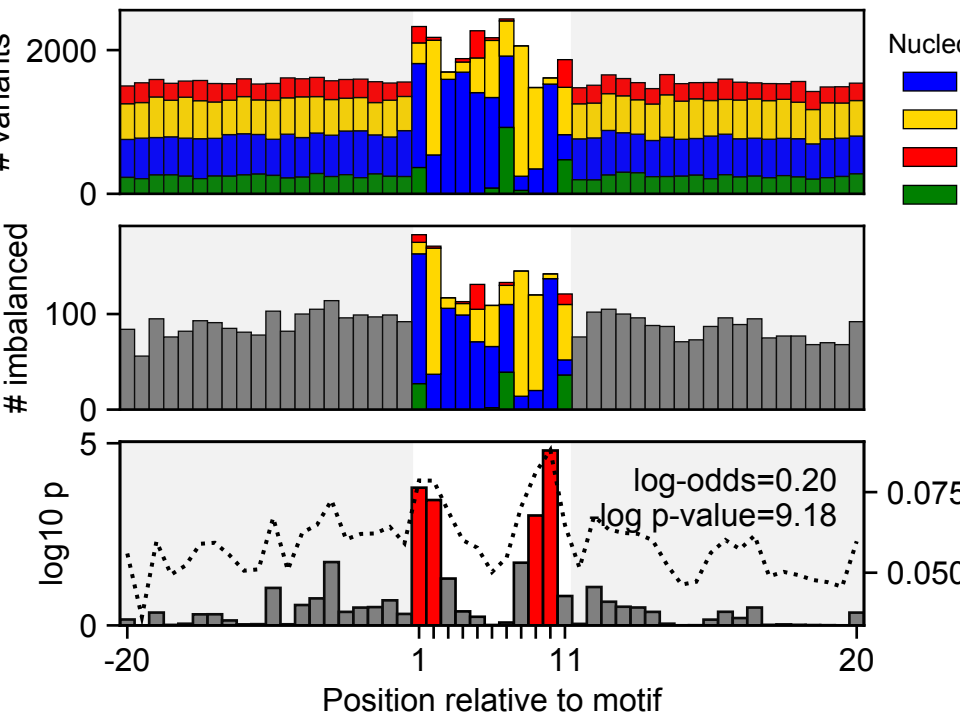 # variants
2000
0
Nucleo
# imbalanced
100
0
log10 p
5
0
log-odds=0.20
log p-value=9.18
0.075
0.050
-20
1
11
20
Position relative to motif